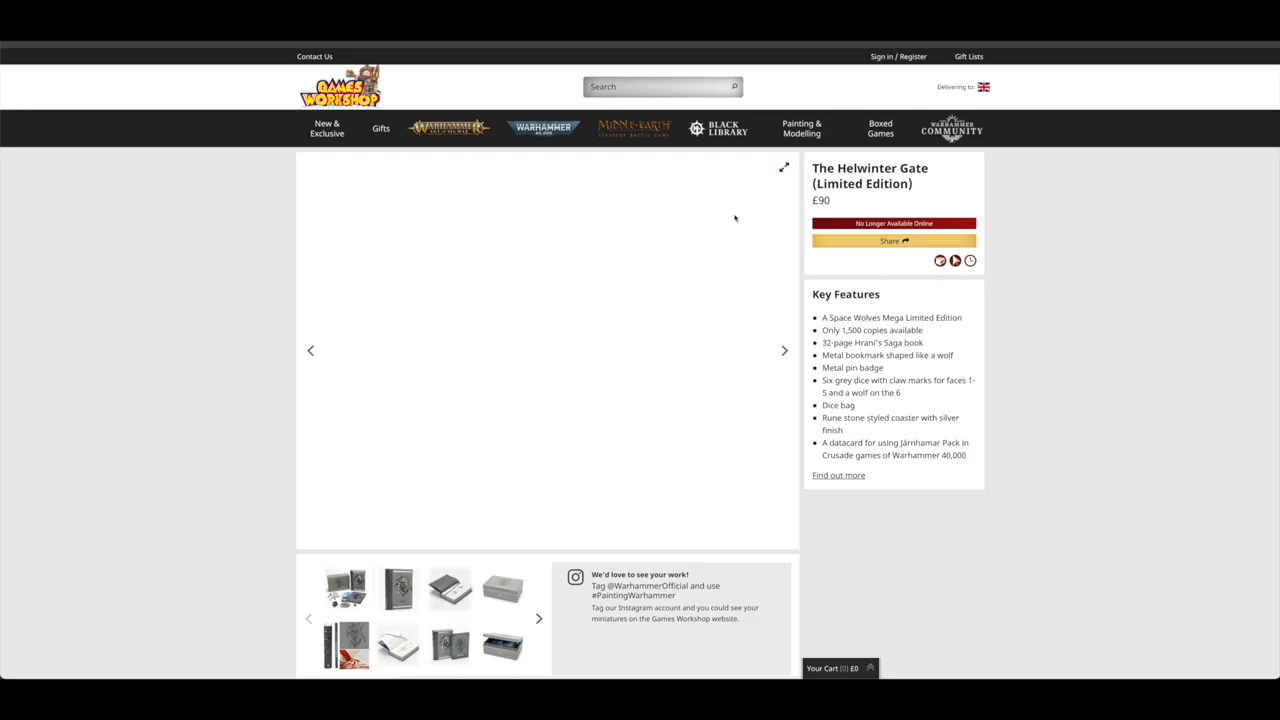 Contact Us
Sign in / Register
Gift Lists
GAMES
WORKSHOP
Search
Delivering to:
New &
Exclusive
Gifts
WARHAMMER
WARHAMMER
40,000
MIDDLE-EARTH
STRATEGY BATTLE GAME
BLACK
LIBRARY
Painting &
Modelling
Boxed
Games
WARHAMMER
COMMUNITY
The Helwinter Gate
(Limited Edition)
£90
No Longer Available Online
Share
Key Features
A Space Wolves Mega Limited Edition
Only 1,500 copies available
32-page Hrani's Saga book
Metal bookmark shaped like a wolf
Metal pin badge
Six grey dice with claw marks for faces 1-
5 and a wolf on the 6
Dice bag
Rune stone styled coaster with silver
finish
A datacard for using Járnhamar Pack in
Crusade games of Warhammer 40,000
Find out more
We'd love to see your work!
Tag @WarhammerOfficial and use
#PaintingWarhammer
Tag our Instagram account and you could see your
miniatures on the Games Workshop website.
Your Cart (0) £0